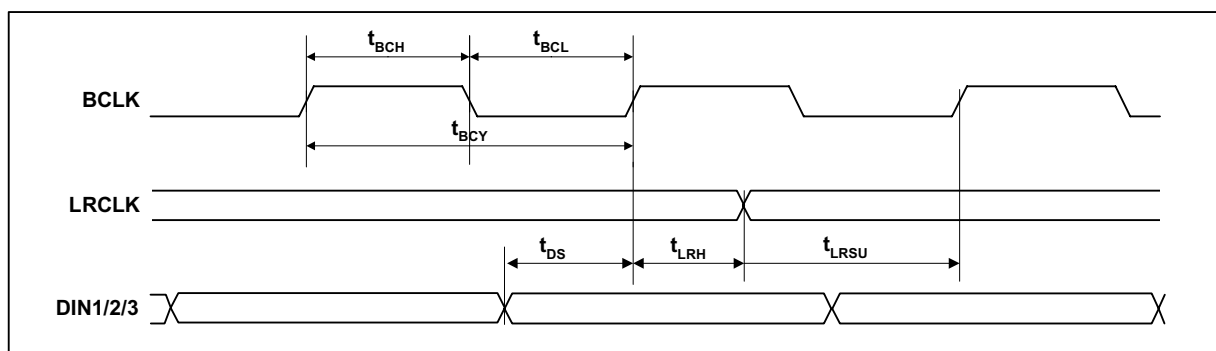 tBCH tBCL
BCLK
tBCY
LRCLK
tDS tLRH tLRSU
DIN1/2/3